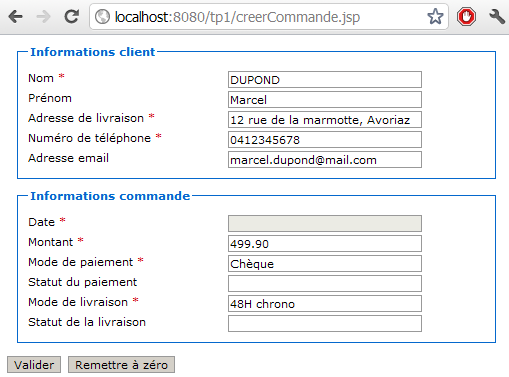 localhost:8080/tp1/creerCommande.jsp
Informations client
Nom * DUPOND
Prénom Marcel
Adresse de livraison * 12 rue de la marmotte, Avoriaz
Numéro de téléphone * 0412345678
Adresse email marcel.dupond@mail.com
Informations commande
Date *
Montant * 499.90
Mode de paiement * Chèque
Statut du paiement
Mode de livraison * 48H chrono
Statut de la livraison
Valider Remettre à zéro